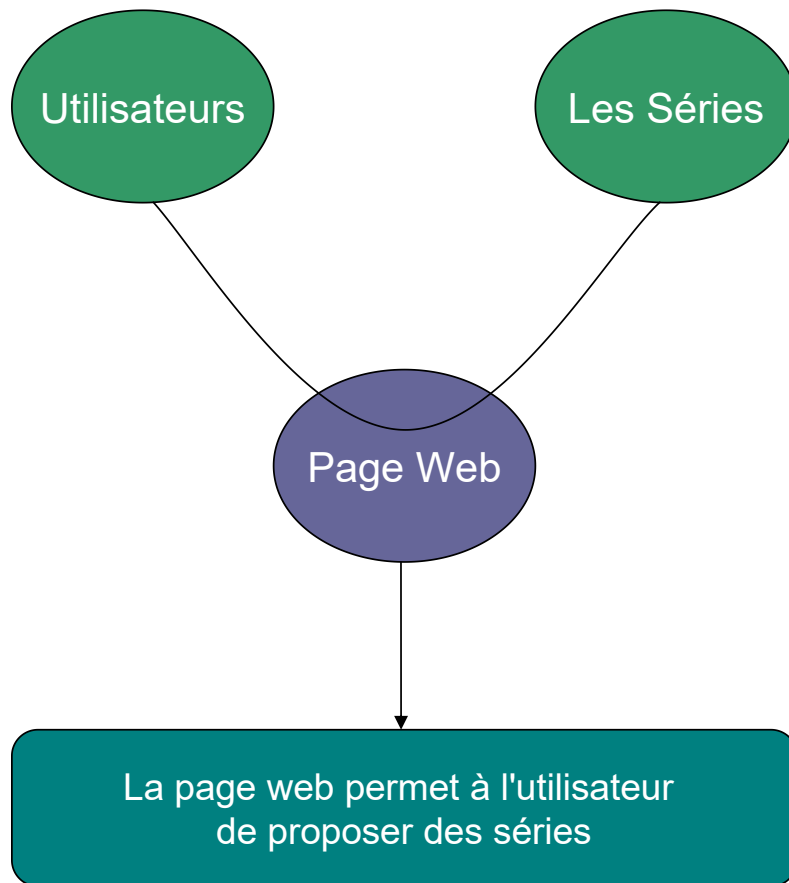 Utilisateurs
Les Séries
Page Web
La page web permet à l'utilisateur
de proposer des séries